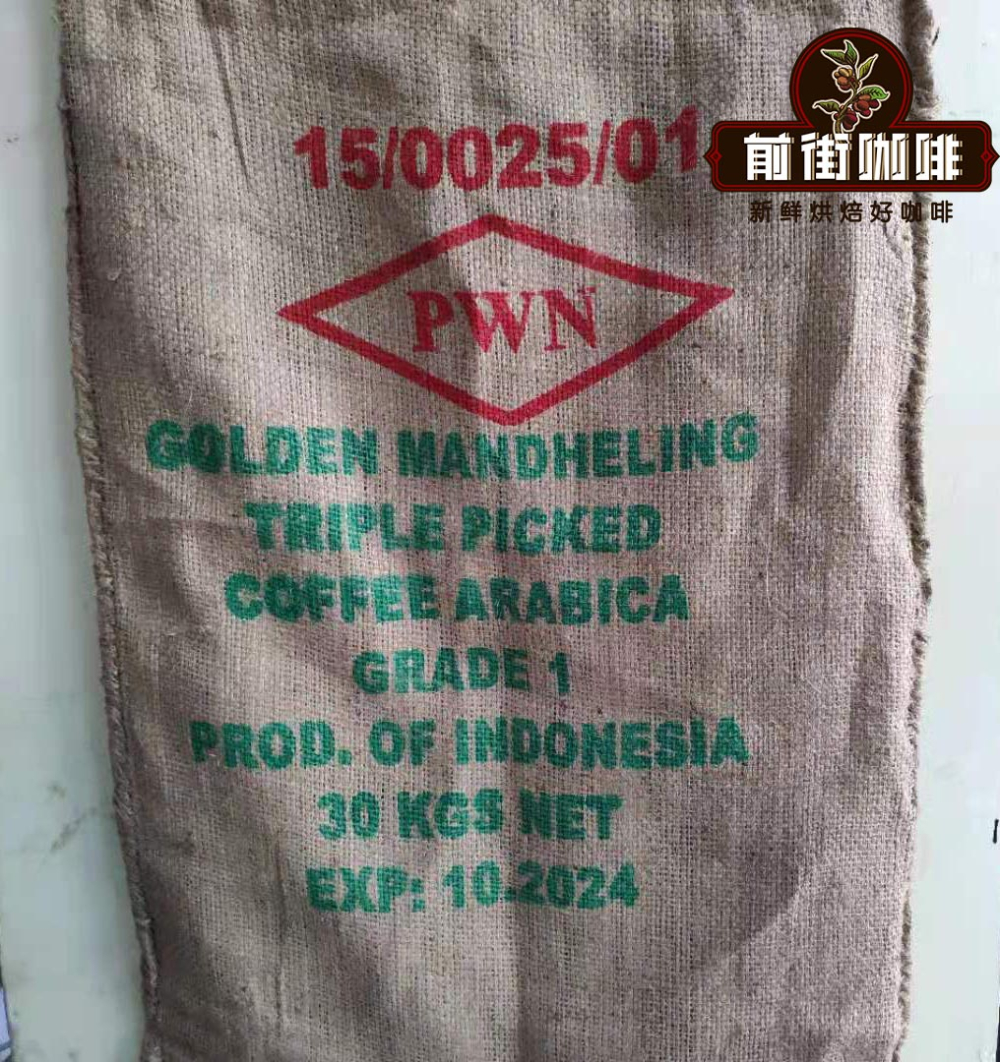 前街咖啡
新鲜烘焙好咖啡
15/0025/01
PWN
GOLDEN MANDHELING
TRIPLE PICKED
COFFEE ARABICA
GRADE 1
PROD. OF INDONESIA
30 KGS NET
EXP: 10.2024